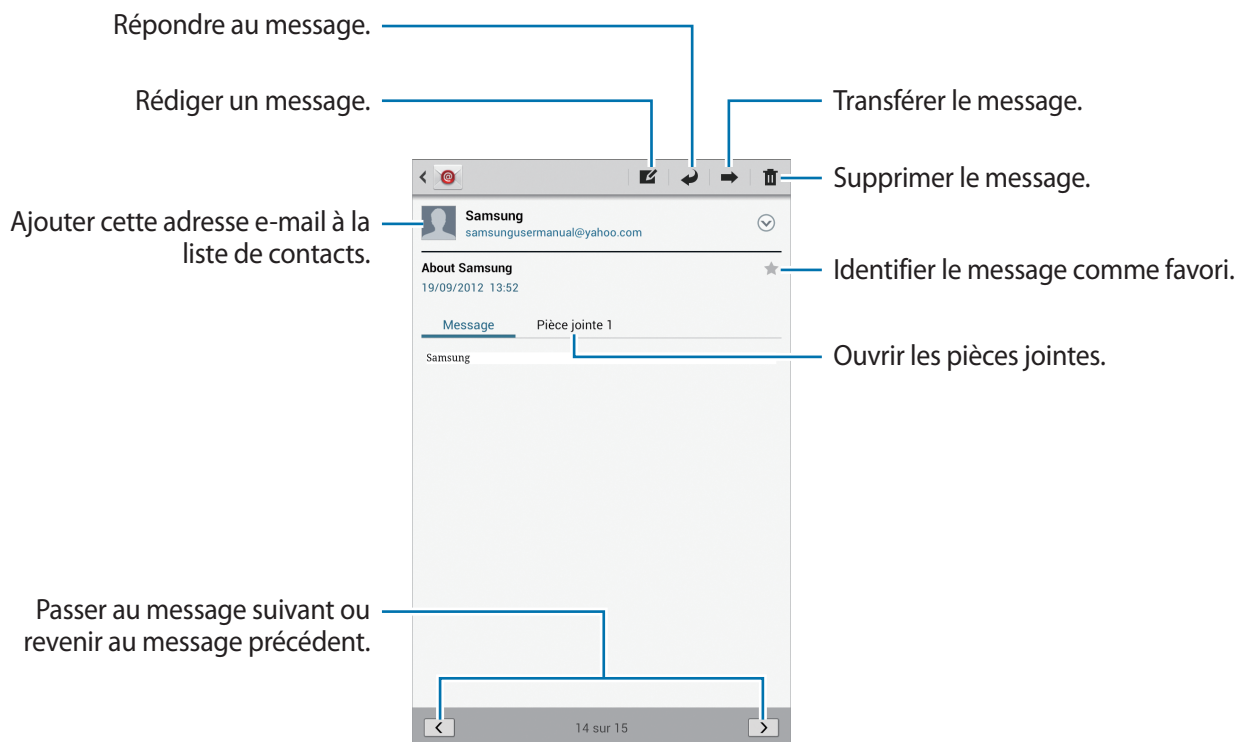 Répondre au message.
Rédiger un message.
Transférer le message.
Supprimer le message.
Ajouter cette adresse e-mail à la
liste de contacts.
Samsung
samsungusermanual@yahoo.com
About Samsung
19/09/2012 13:52
Identifier le message comme favori.
Message Pièce jointe 1
Samsung
Ouvrir les pièces jointes.
Passer au message suivant ou
revenir au message précédent.
14 sur 15